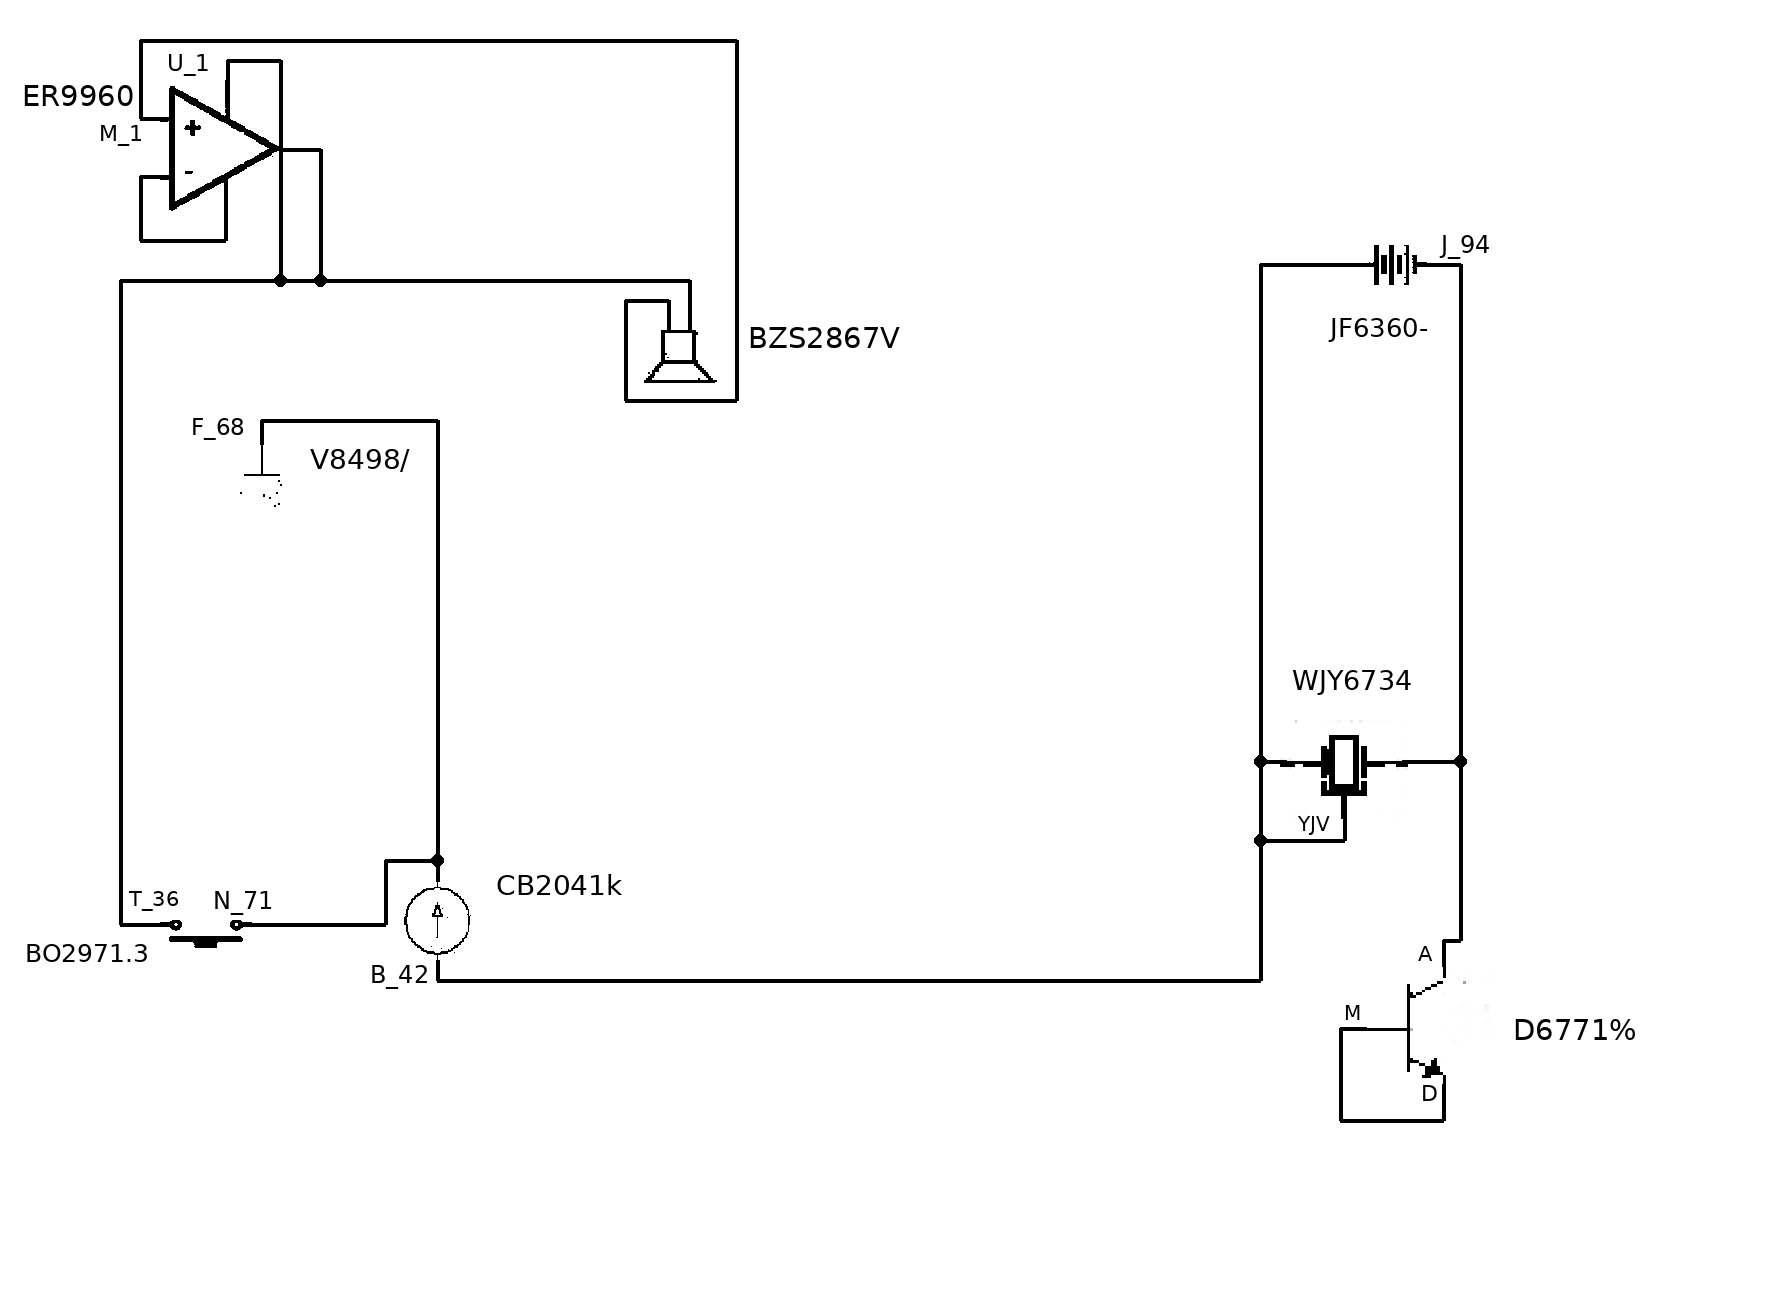 U_1
ER9960
M_1
+
-
J_94
JF6360-
BZS2867V
F_68
V8498/
WJY6734
YJV
CB2041k
T_36 N_71
BO2971.3
B_42
A
M
D6771%
D